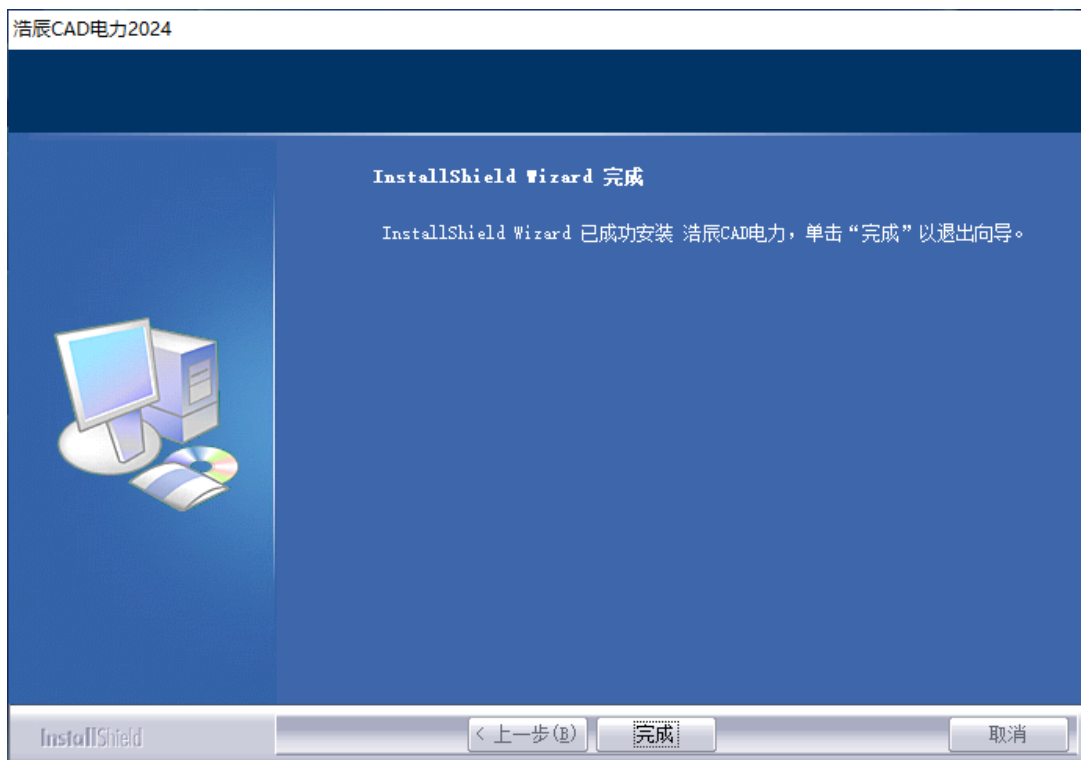 浩辰CAD电力2024
InstallShield Wizard 完成
InstallShield Wizard 已成功安装 浩辰CAD电力，单击“完成”以退出向导。
InstallShield
< 上一步(B) 完成 取消